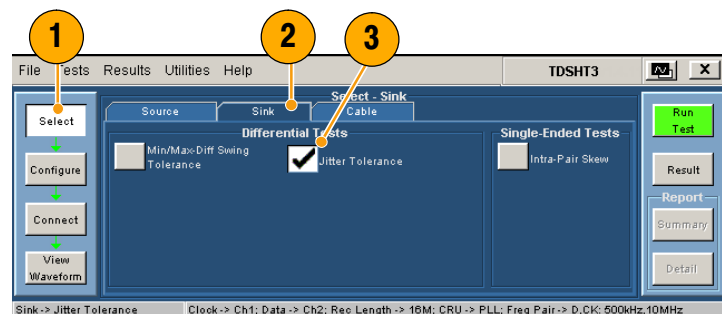 1 2 3
File Tests Results Utilities Help TDSHT3 X
Select - Sink
Select Source Sink Cable Run Test
Differential Tests Single-Ended Tests
Min/Max-Diff Swing Tolerance
Jitter Tolerance
Intra-Pair Skew
Configure
Result
Report
Connect
Summary
View Waveform
Detail
Sink -> Jitter Tolerance Clock -> Ch1; Data -> Ch2; Rec Length -> 16M; CRU -> PLL; Freq Pair -> D,CK: 500kHz,10MHz